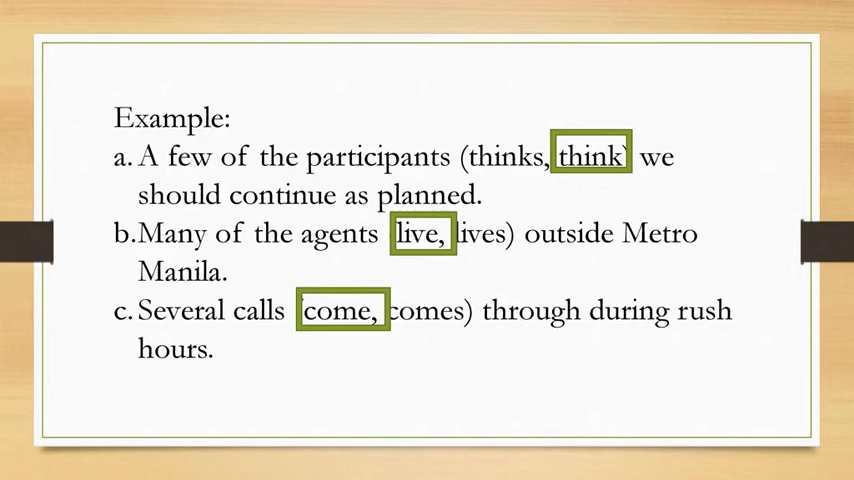 Example:
a. A few of the participants (thinks, think) we
should continue as planned.
b.Many of the agents (live, lives) outside Metro
Manila.
c. Several calls (come, comes) through during rush
hours.